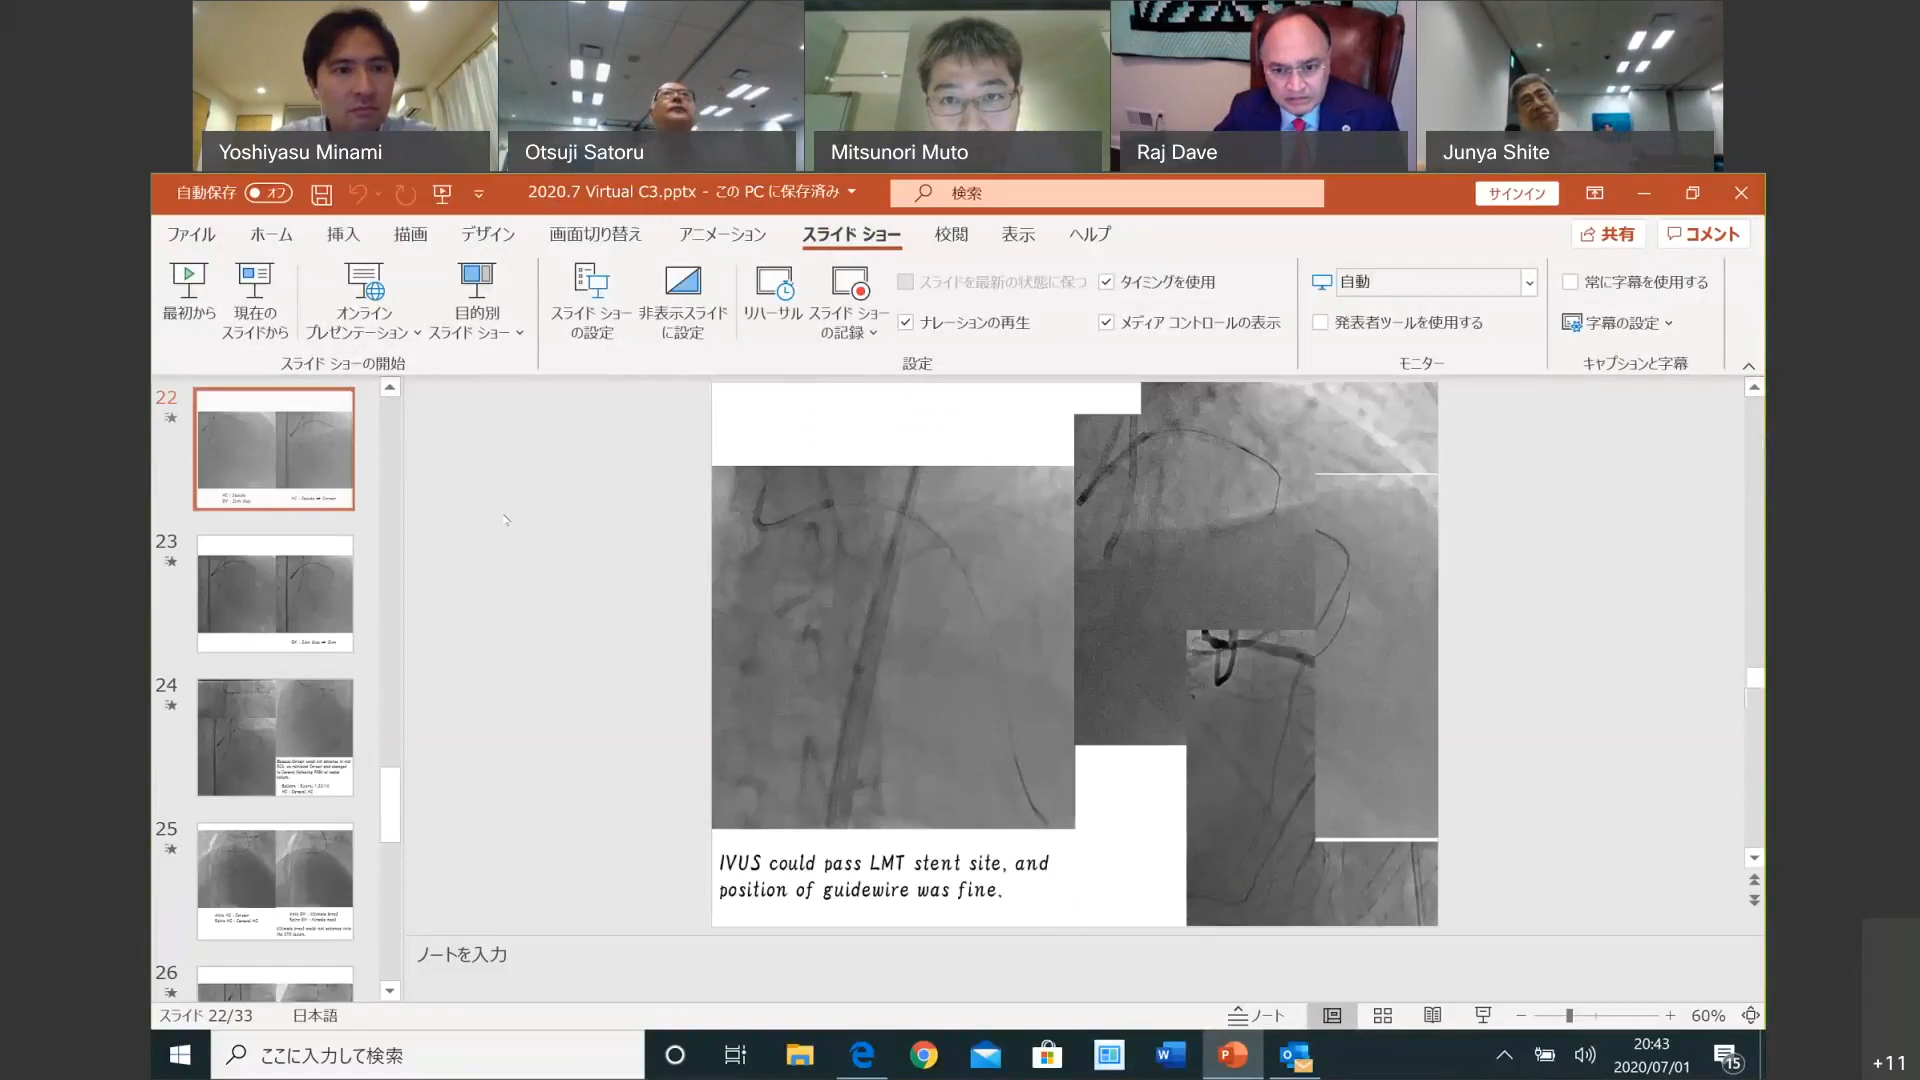 Yoshiyasu Minami
Otsuji Satoru
Mitsunori Muto
Raj Dave
Junya Shite
自動保存 オフ
2020.7 Virtual C3.pptx - この PC に保存済み
検索
サインイン
ファイル ホーム 挿入 描画 デザイン 画面切り替え アニメーション スライド ショー 校閲 表示 ヘルプ
共有 コメント
最初から
現在の
スライドから
オンライン
プレゼンテーション
目的別
スライド ショー
スライド ショーの開始
スライド ショー
の設定
非表示スライド
に設定
リハーサル
スライド ショー
の記録
スライドを最新の状態に保つ
ナレーションの再生
タイミングを使用
メディア コントロールの表示
設定
自動
発表者ツールを使用する
モニター
常に字幕を使用する
字幕の設定
キャプションと字幕
22
23
24
25
26
IVUS could pass LMT stent site, and
position of guidewire was fine.
ノートを入力
スライド 22/33 日本語
ノート
60%
ここに入力して検索
20:43
2020/07/01
15
+11